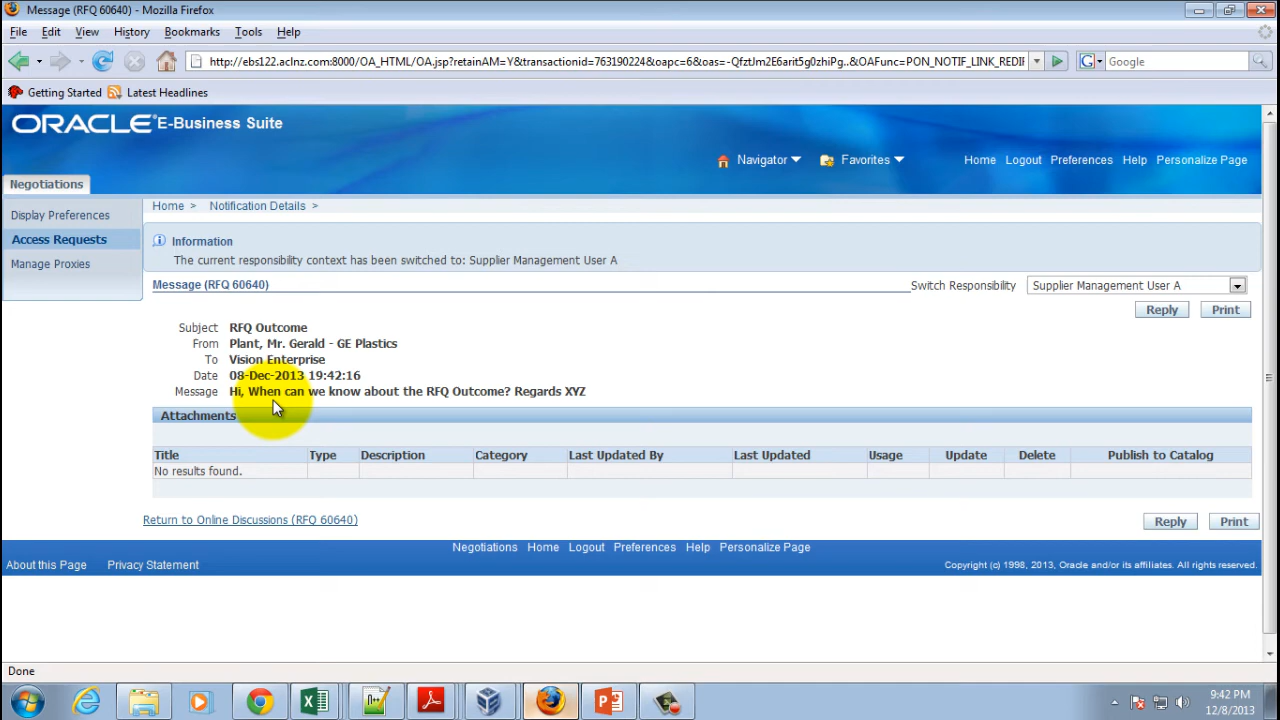 Message (RFQ 60640) - Mozilla Firefox
File Edit View History Bookmarks Tools Help
http://ebs122.aclnz.com:8000/OA_HTML/OA.jsp?retainAM=Y&transactionid=763190224&oapc=6&oas=-QfztJm2E6arit5g0zhiPg..&OAFunc=PON_NOTIF_LINK_REDIF
Google
Getting Started Latest Headlines
ORACLE E-Business Suite
Navigator Favorites Home Logout Preferences Help Personalize Page
Negotiations
Display Preferences
Access Requests
Manage Proxies
Home > Notification Details >
Information
The current responsibility context has been switched to: Supplier Management User A
Message (RFQ 60640)
Switch Responsibility Supplier Management User A
Reply Print
Subject RFQ Outcome
From Plant, Mr. Gerald - GE Plastics
To Vision Enterprise
Date 08-Dec-2013 19:42:16
Message Hi, When can we know about the RFQ Outcome? Regards XYZ
Attachments
Title Type Description Category Last Updated By Last Updated Usage Update Delete Publish to Catalog
No results found.
Return to Online Discussions (RFQ 60640)
Reply Print
Negotiations Home Logout Preferences Help Personalize Page
About this Page Privacy Statement
Copyright (c) 1998, 2013, Oracle and/or its affiliates. All rights reserved.
Done
9:42 PM
12/8/2013